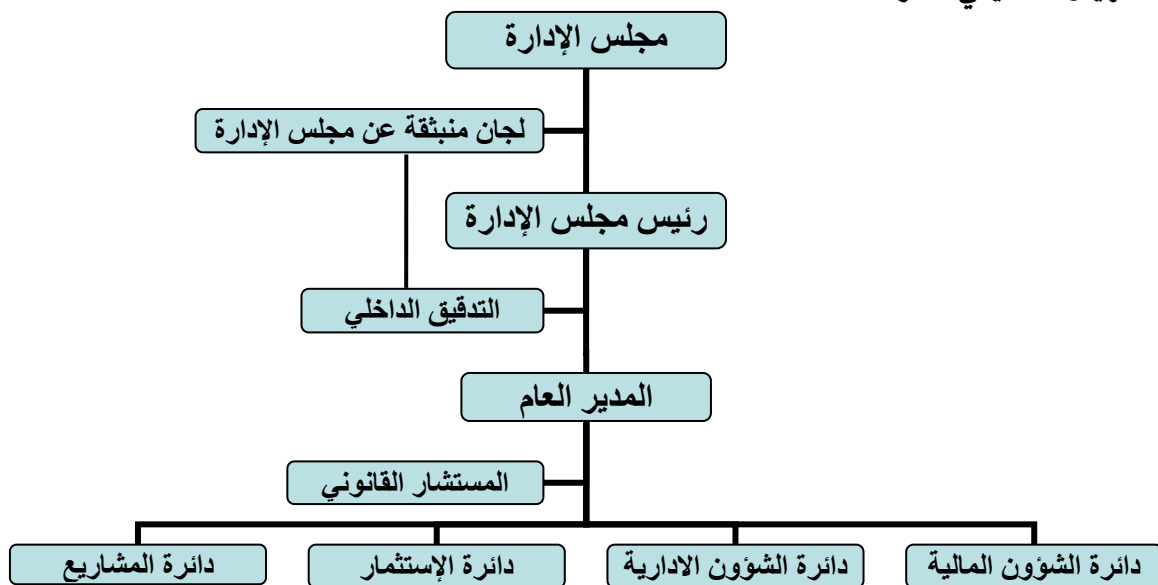 مجلس الإدارة
لجان منبثقة عن مجلس الإدارة
رئيس مجلس الإدارة
التدقيق الداخلي
المدير العام
المستشار القانوني
دائرة الشؤون المالية
دائرة الشؤون الادارية
دائرة الإستثمار
دائرة المشاريع